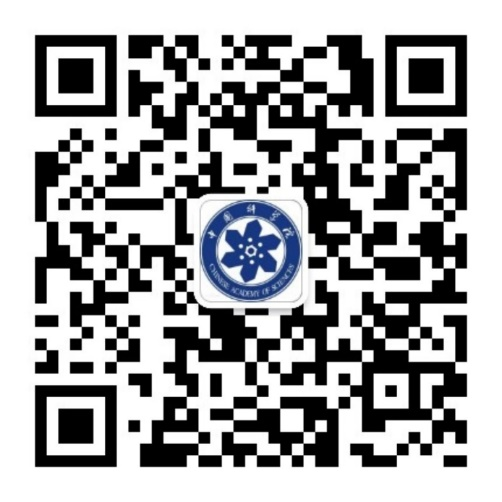 中国科学院
CHINESE ACADEMY OF SCIENCES